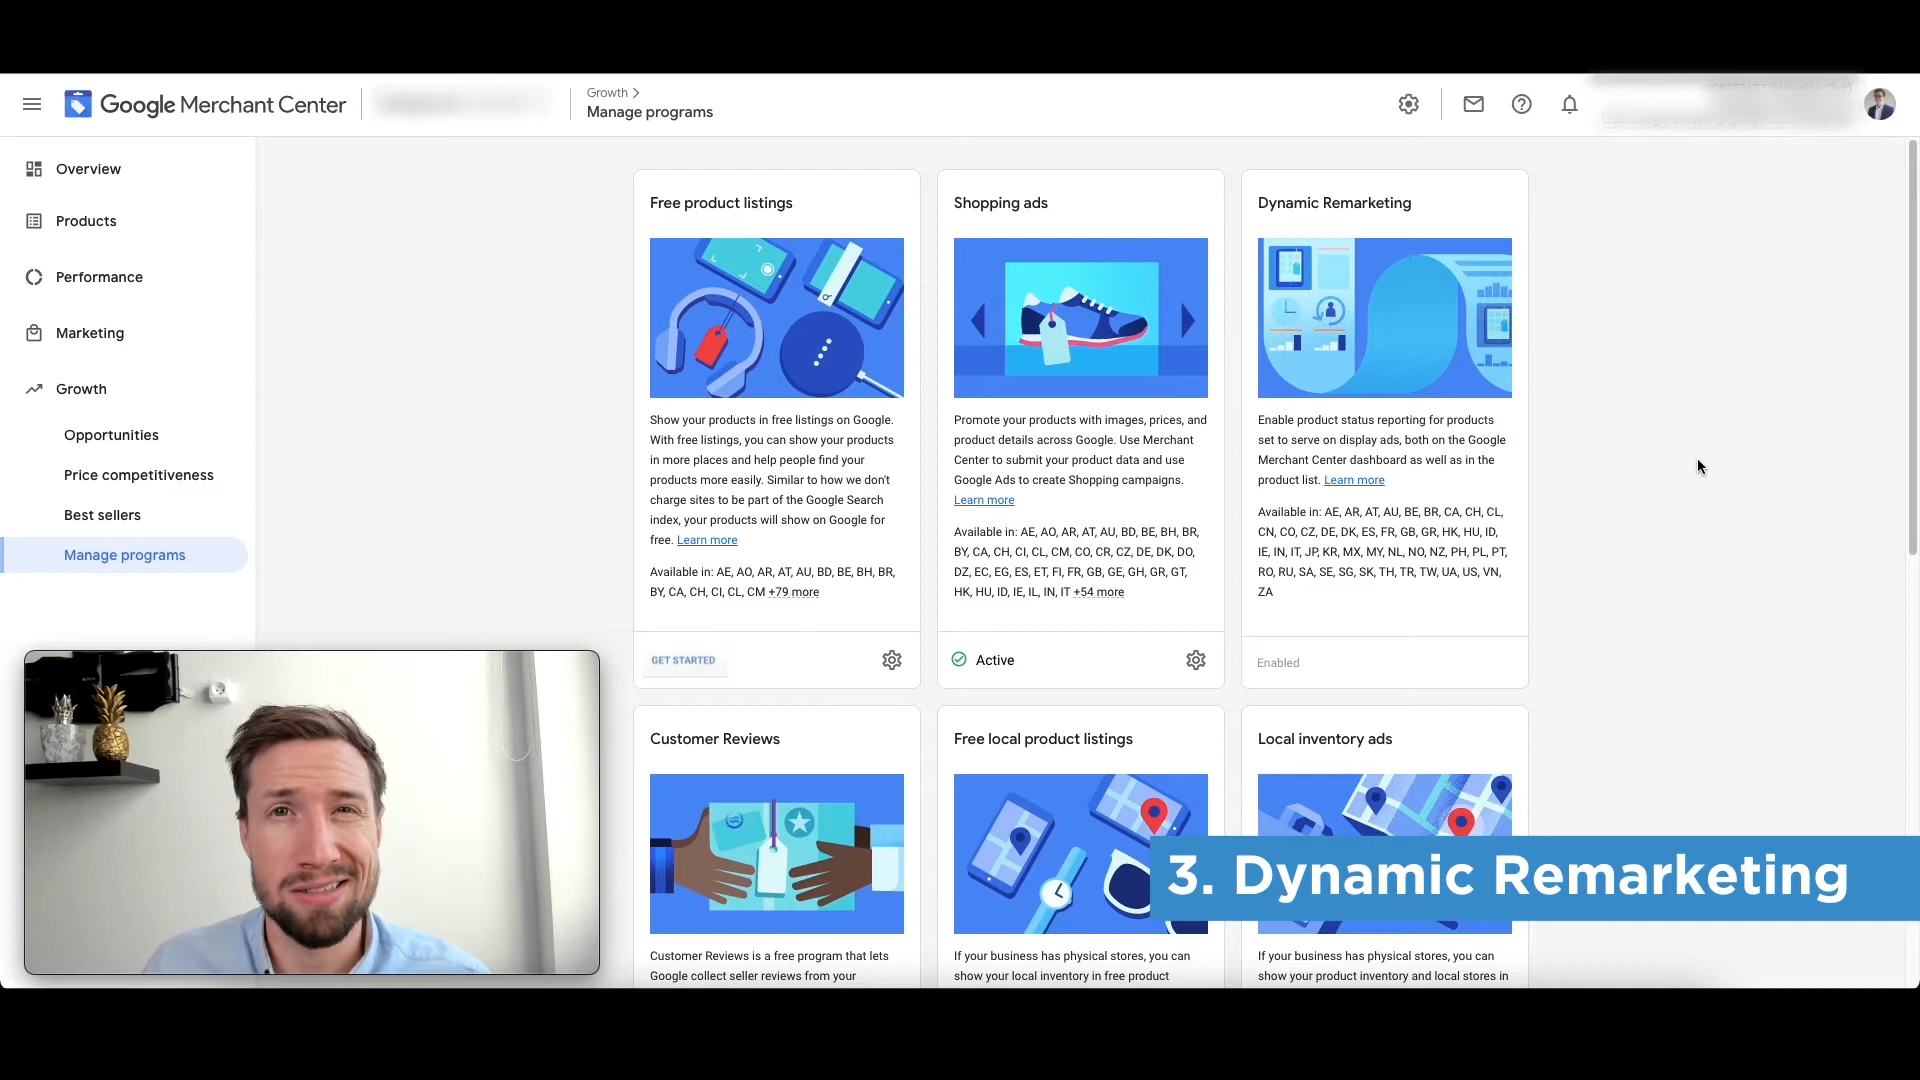 Google Merchant Center
Growth
Manage programs
Overview
Products
Performance
Marketing
Growth
Opportunities
Price competitiveness
Best sellers
Manage programs
Free product listings
Show your products in free listings on Google.
With free listings, you can show your products
in more places and help people find your
products more easily. Similar to how we don't
charge sites to be part of the Google Search
index, your products will show on Google for
free. Learn more
Available in: AE, AO, AR, AT, AU, BD, BE, BH, BR,
BY, CA, CH, CI, CL, CM +79 more
GET STARTED
Shopping ads
Promote your products with images, prices, and
product details across Google. Use Merchant
Center to submit your product data and use
Google Ads to create Shopping campaigns.
Learn more
Available in: AE, AO, AR, AT, AU, BD, BE, BH, BR,
BY, CA, CH, CI, CL, CM, CO, CR, CZ, DE, DK, DO,
DZ, EC, EG, ES, ET, FI, FR, GB, GE, GH, GR, GT,
HK, HU, ID, IE, IL, IN, IT +54 more
Active
Dynamic Remarketing
Enable product status reporting for products
set to serve on display ads, both on the Google
Merchant Center dashboard as well as in the
product list. Learn more
Available in: AE, AR, AT, AU, BE, BR, CA, CH, CL,
CN, CO, CZ, DE, DK, ES, FR, GB, GR, HK, HU, ID,
IE, IN, IT, JP, KR, MX, MY, NL, NO, NZ, PH, PL, PT,
RO, RU, SA, SE, SG, SK, TH, TR, TW, UA, US, VN,
ZA
Enabled
Customer Reviews
Customer Reviews is a free program that lets
Google collect seller reviews from your
Free local product listings
If your business has physical stores, you can
show your local inventory in free product
Local inventory ads
If your business has physical stores, you can
show your product inventory and local stores in
3. Dynamic Remarketing